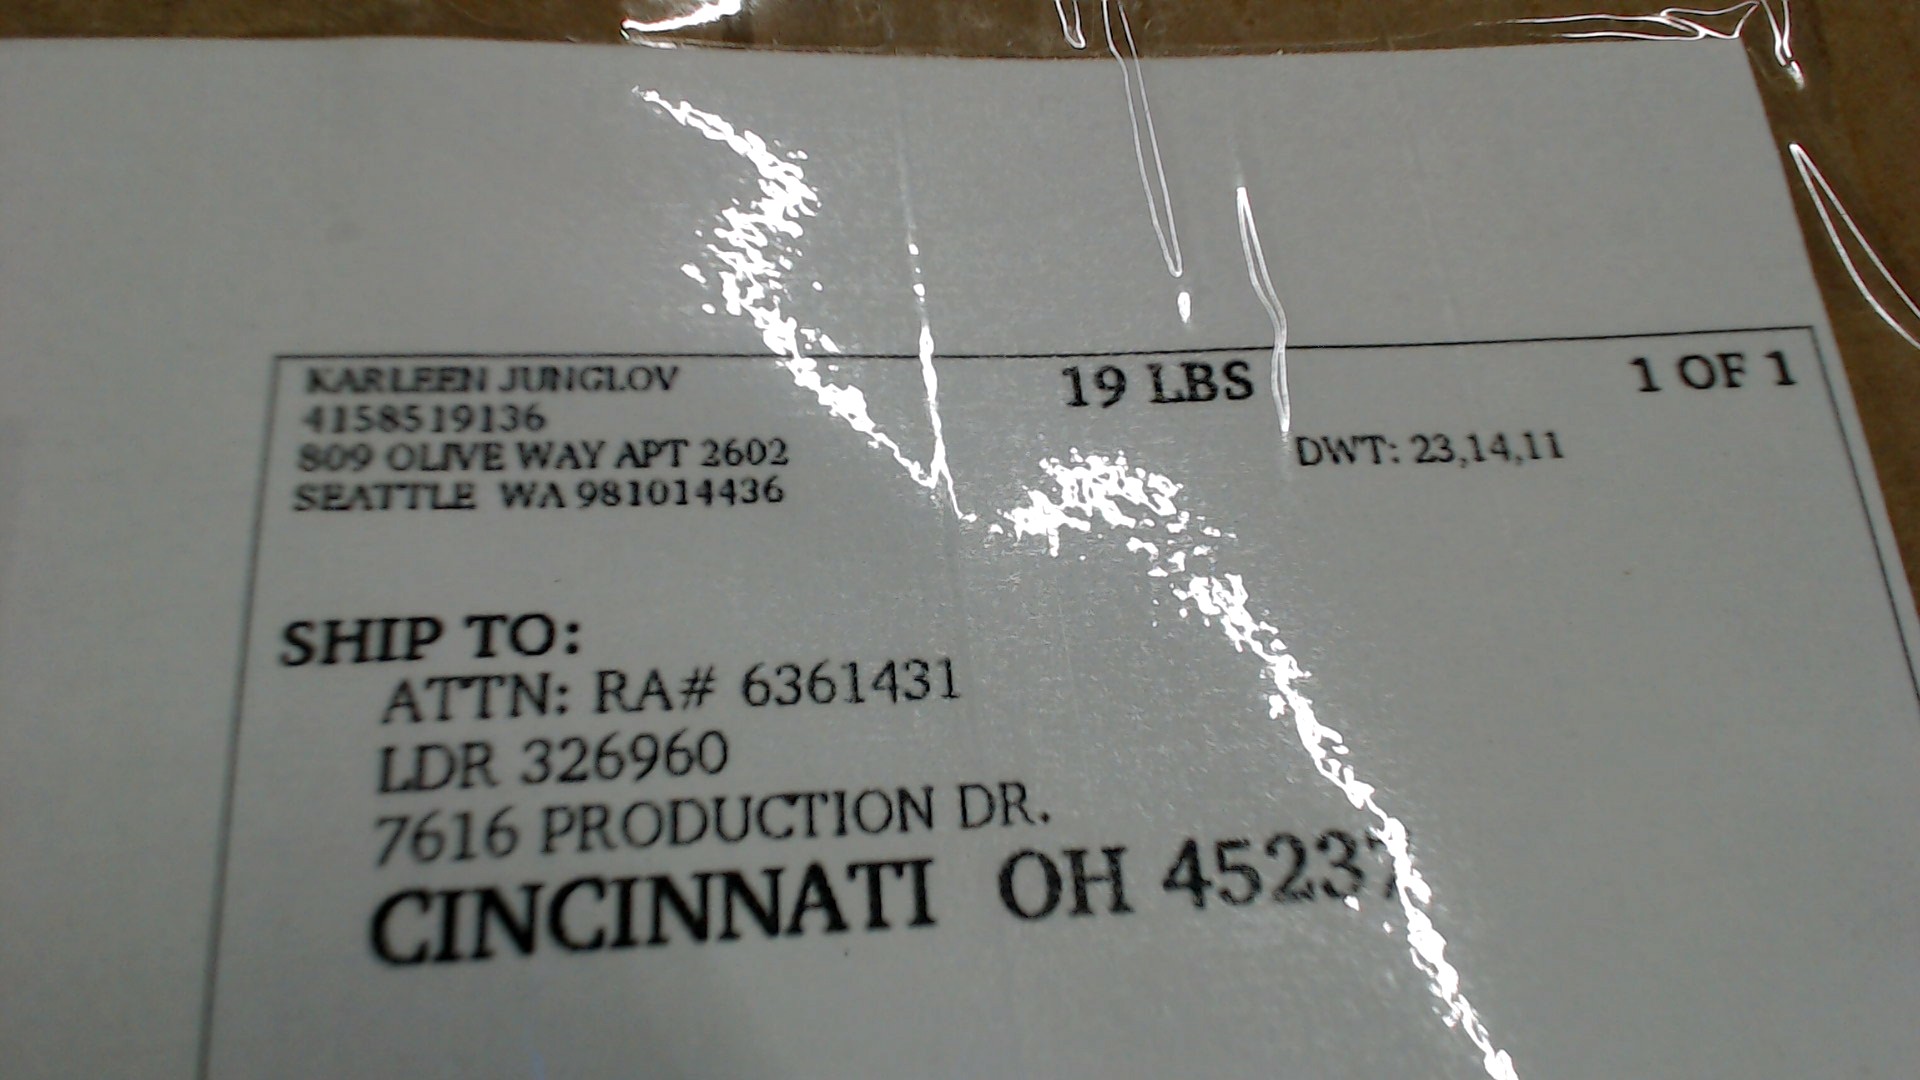 KARLEEN JUNGLOV
4158519136
809 OLIVE WAY APT 2602
SEATTLE WA 981014436
19 LBS
1 OF 1
DWT: 23,14,11
SHIP TO:
ATTN: RA# 6361431
LDR 326960
7616 PRODUCTION DR.
CINCINNATI OH 45237